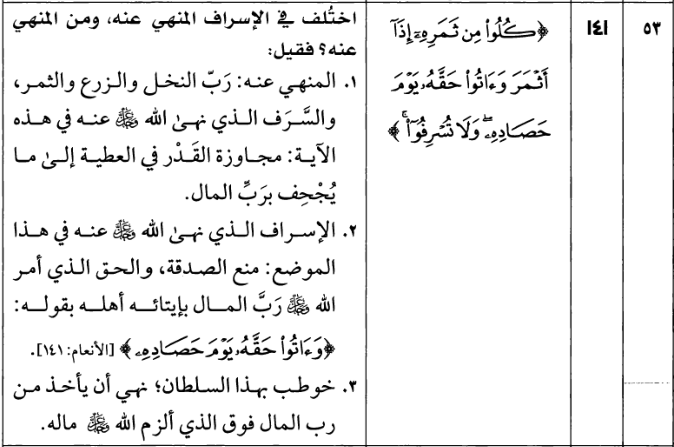 ٥٣
١٤١
﴿كُلُوا۟ مِن ثَمَرِهِۦٓ إِذَآ
أَثْمَرَ وَءَاتُوا۟ حَقَّهُۥ يَوْمَ
حَصَادِهِۦ ۖ وَلَا تُسْرِفُوٓا۟ ۚ﴾
اختُلف في الإسراف المنهي عنه، ومن المنهي
عنه؟ فقيل:
١. المنهي عنه: رَبّ النخل والزرع والثمر،
والسَّرَف الذي نهىٰ الله ﷻ عنه في هذه
الآية: مجاوزة القَدْر في العطية إلىٰ ما
يُجْحِف برَبِّ المال.
٢. الإسراف الذي نهىٰ الله ﷻ عنه في هذا
الموضع: منع الصدقة، والحق الذي أمر
الله ﷻ رَبَّ المال بإيتائه أهله بقوله:
﴿وَءَاتُوا۟ حَقَّهُۥ يَوْمَ حَصَادِهِۦ﴾ [الأنعام: ١٤١].
٣. خوطب بهذا السلطان؛ نهي أن يأخذ من
رب المال فوق الذي ألزم الله ﷻ ماله.